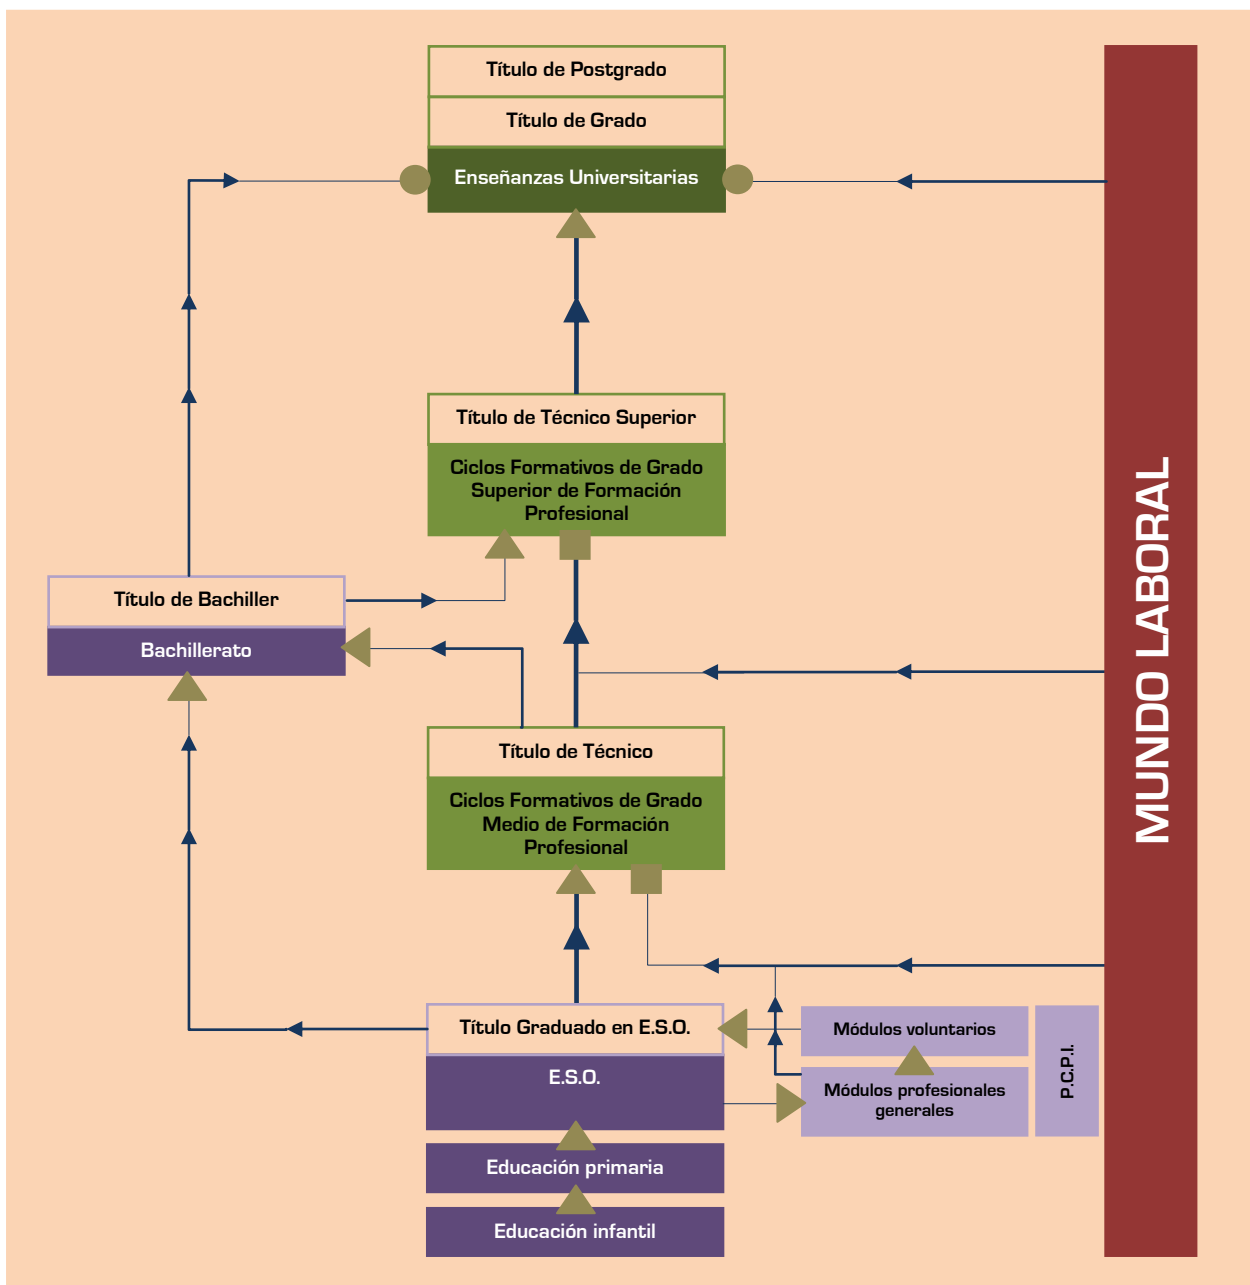 Título de Postgrado
Título de Grado
Enseñanzas Universitarias
Título de Técnico Superior
Ciclos Formativos de Grado
Superior de Formación
Profesional
Título de Bachiller
Bachillerato
Título de Técnico
Ciclos Formativos de Grado
Medio de Formación
Profesional
Título Graduado en E.S.O.
E.S.O.
Educación primaria
Educación infantil
Módulos voluntarios
Módulos profesionales
generales
P.C.P.I.
MUNDO LABORAL